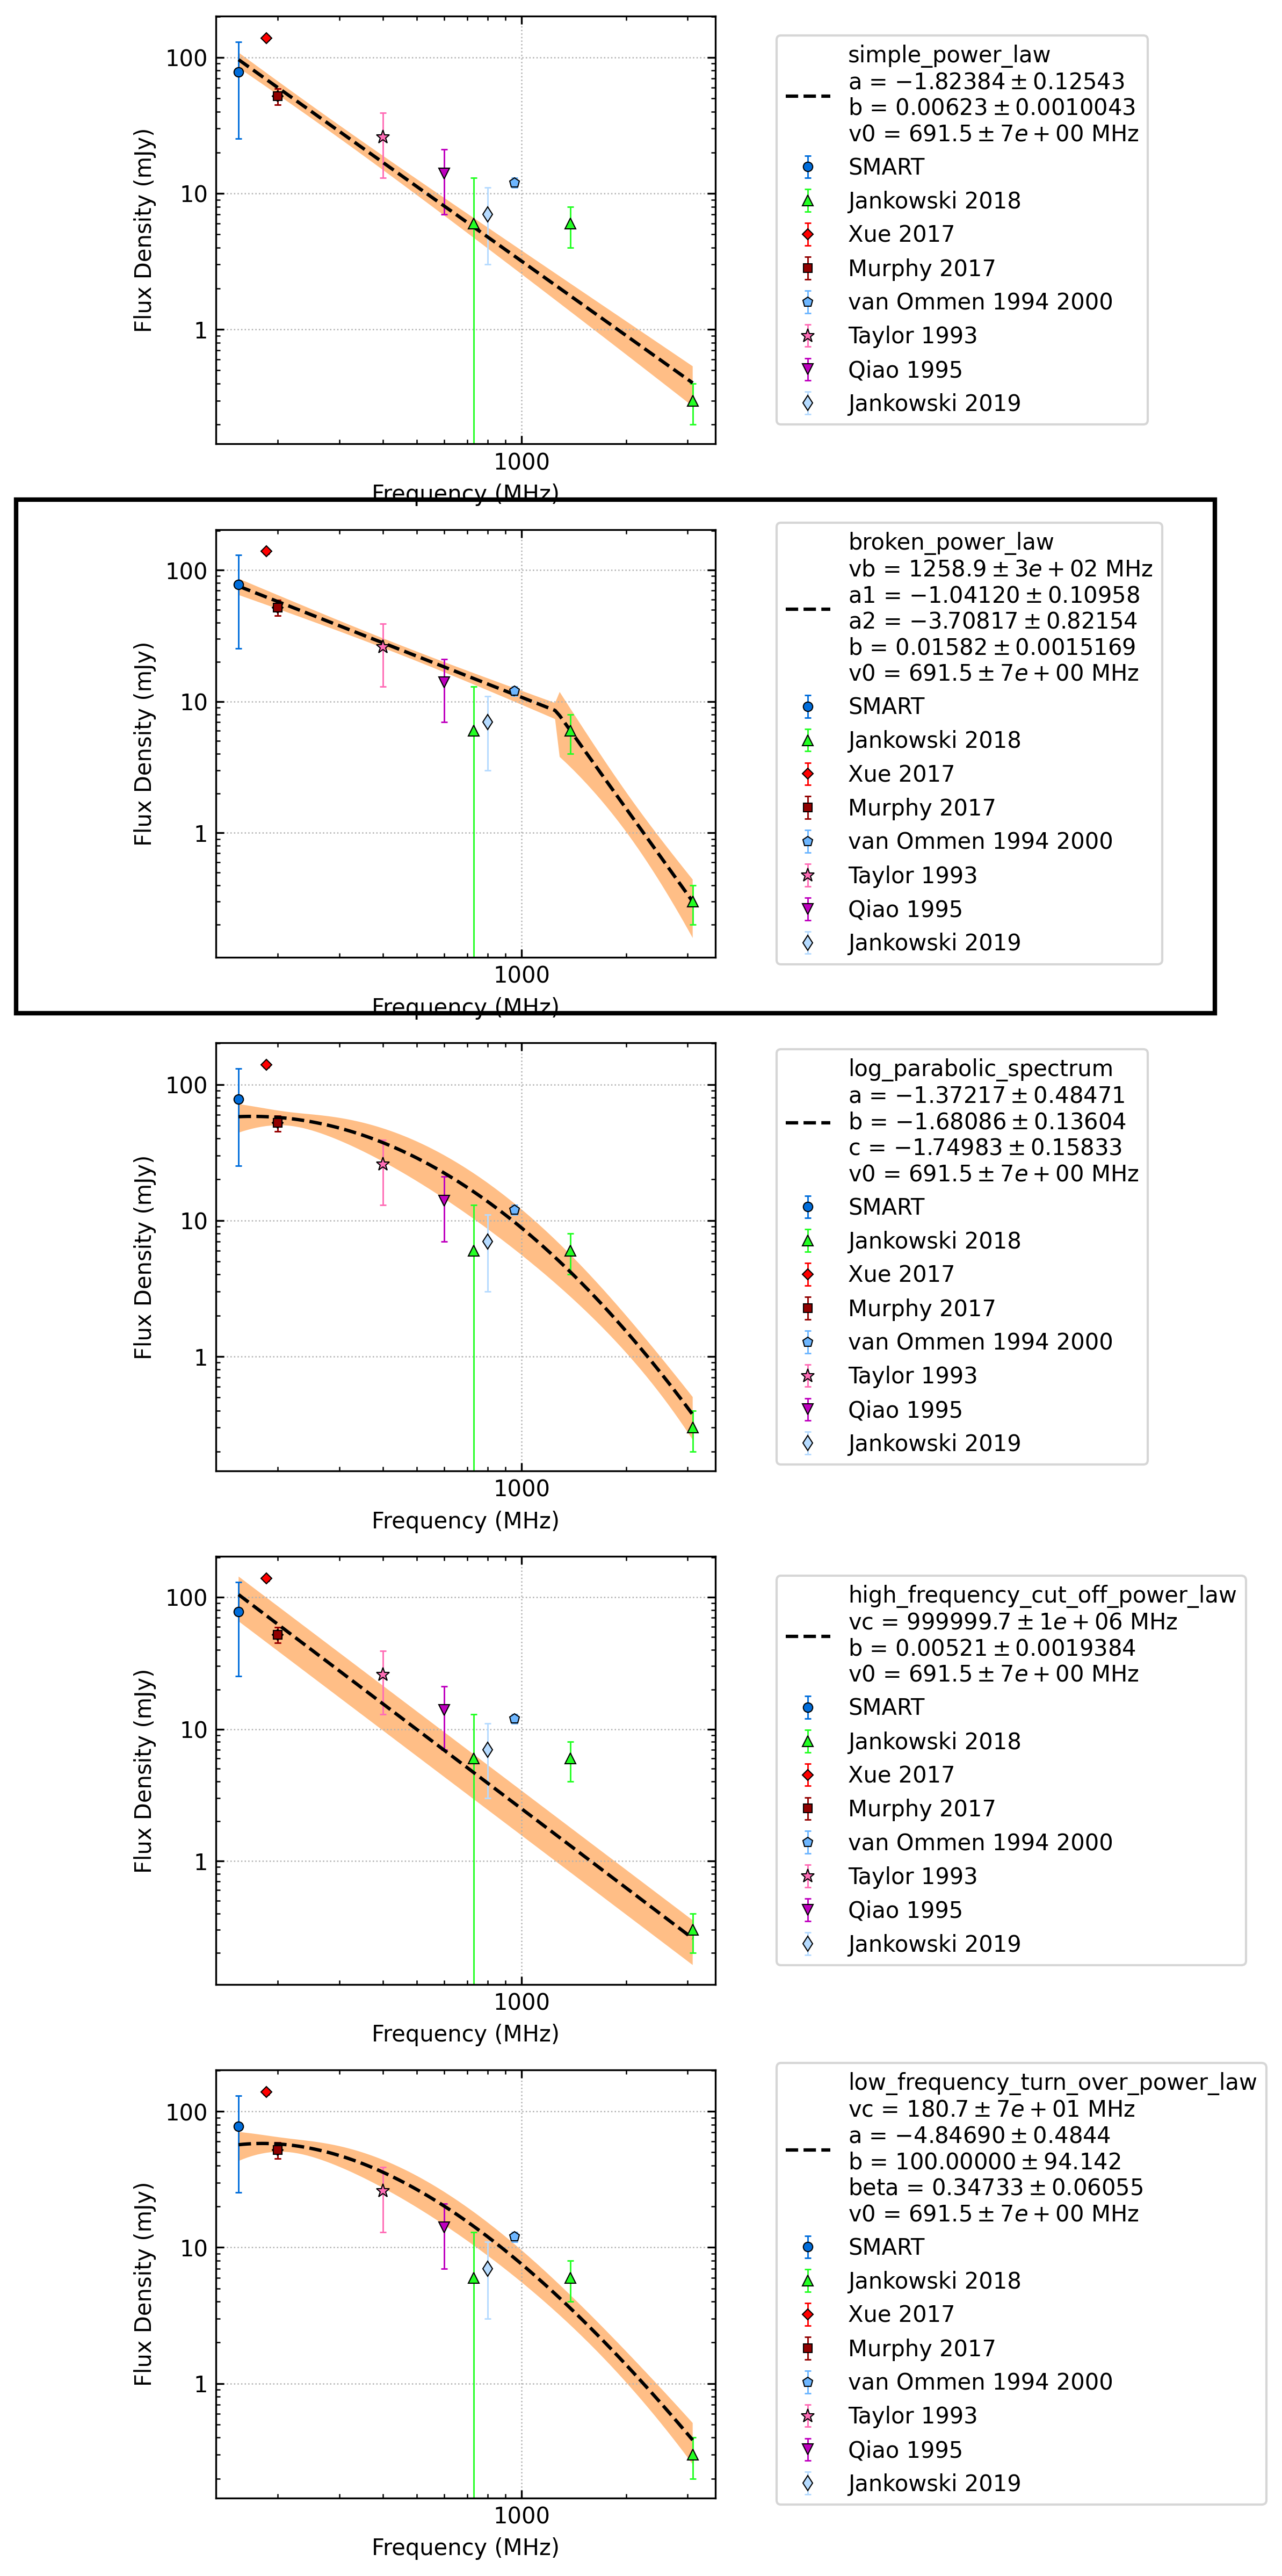 100
10
1
Flux Density (mJy)
1000
Frequency (MHz)
simple_power_law
a = −1.82384 ± 0.12543
b = 0.00623 ± 0.0010043
v0 = 691.5 ± 7e + 00 MHz
SMART
Jankowski 2018
Xue 2017
Murphy 2017
van Ommen 1994 2000
Taylor 1993
Qiao 1995
Jankowski 2019
100
10
1
Flux Density (mJy)
1000
Frequency (MHz)
broken_power_law
vb = 1258.9 ± 3e + 02 MHz
a1 = −1.04120 ± 0.10958
a2 = −3.70817 ± 0.82154
b = 0.01582 ± 0.0015169
v0 = 691.5 ± 7e + 00 MHz
SMART
Jankowski 2018
Xue 2017
Murphy 2017
van Ommen 1994 2000
Taylor 1993
Qiao 1995
Jankowski 2019
100
10
1
Flux Density (mJy)
1000
Frequency (MHz)
log_parabolic_spectrum
a = −1.37217 ± 0.48471
b = −1.68086 ± 0.13604
c = −1.74983 ± 0.15833
v0 = 691.5 ± 7e + 00 MHz
SMART
Jankowski 2018
Xue 2017
Murphy 2017
van Ommen 1994 2000
Taylor 1993
Qiao 1995
Jankowski 2019
100
10
1
Flux Density (mJy)
1000
Frequency (MHz)
high_frequency_cut_off_power_law
vc = 999999.7 ± 1e + 06 MHz
b = 0.00521 ± 0.0019384
v0 = 691.5 ± 7e + 00 MHz
SMART
Jankowski 2018
Xue 2017
Murphy 2017
van Ommen 1994 2000
Taylor 1993
Qiao 1995
Jankowski 2019
100
10
1
Flux Density (mJy)
1000
Frequency (MHz)
low_frequency_turn_over_power_law
vc = 180.7 ± 7e + 01 MHz
a = −4.84690 ± 0.4844
b = 100.00000 ± 94.142
beta = 0.34733 ± 0.06055
v0 = 691.5 ± 7e + 00 MHz
SMART
Jankowski 2018
Xue 2017
Murphy 2017
van Ommen 1994 2000
Taylor 1993
Qiao 1995
Jankowski 2019